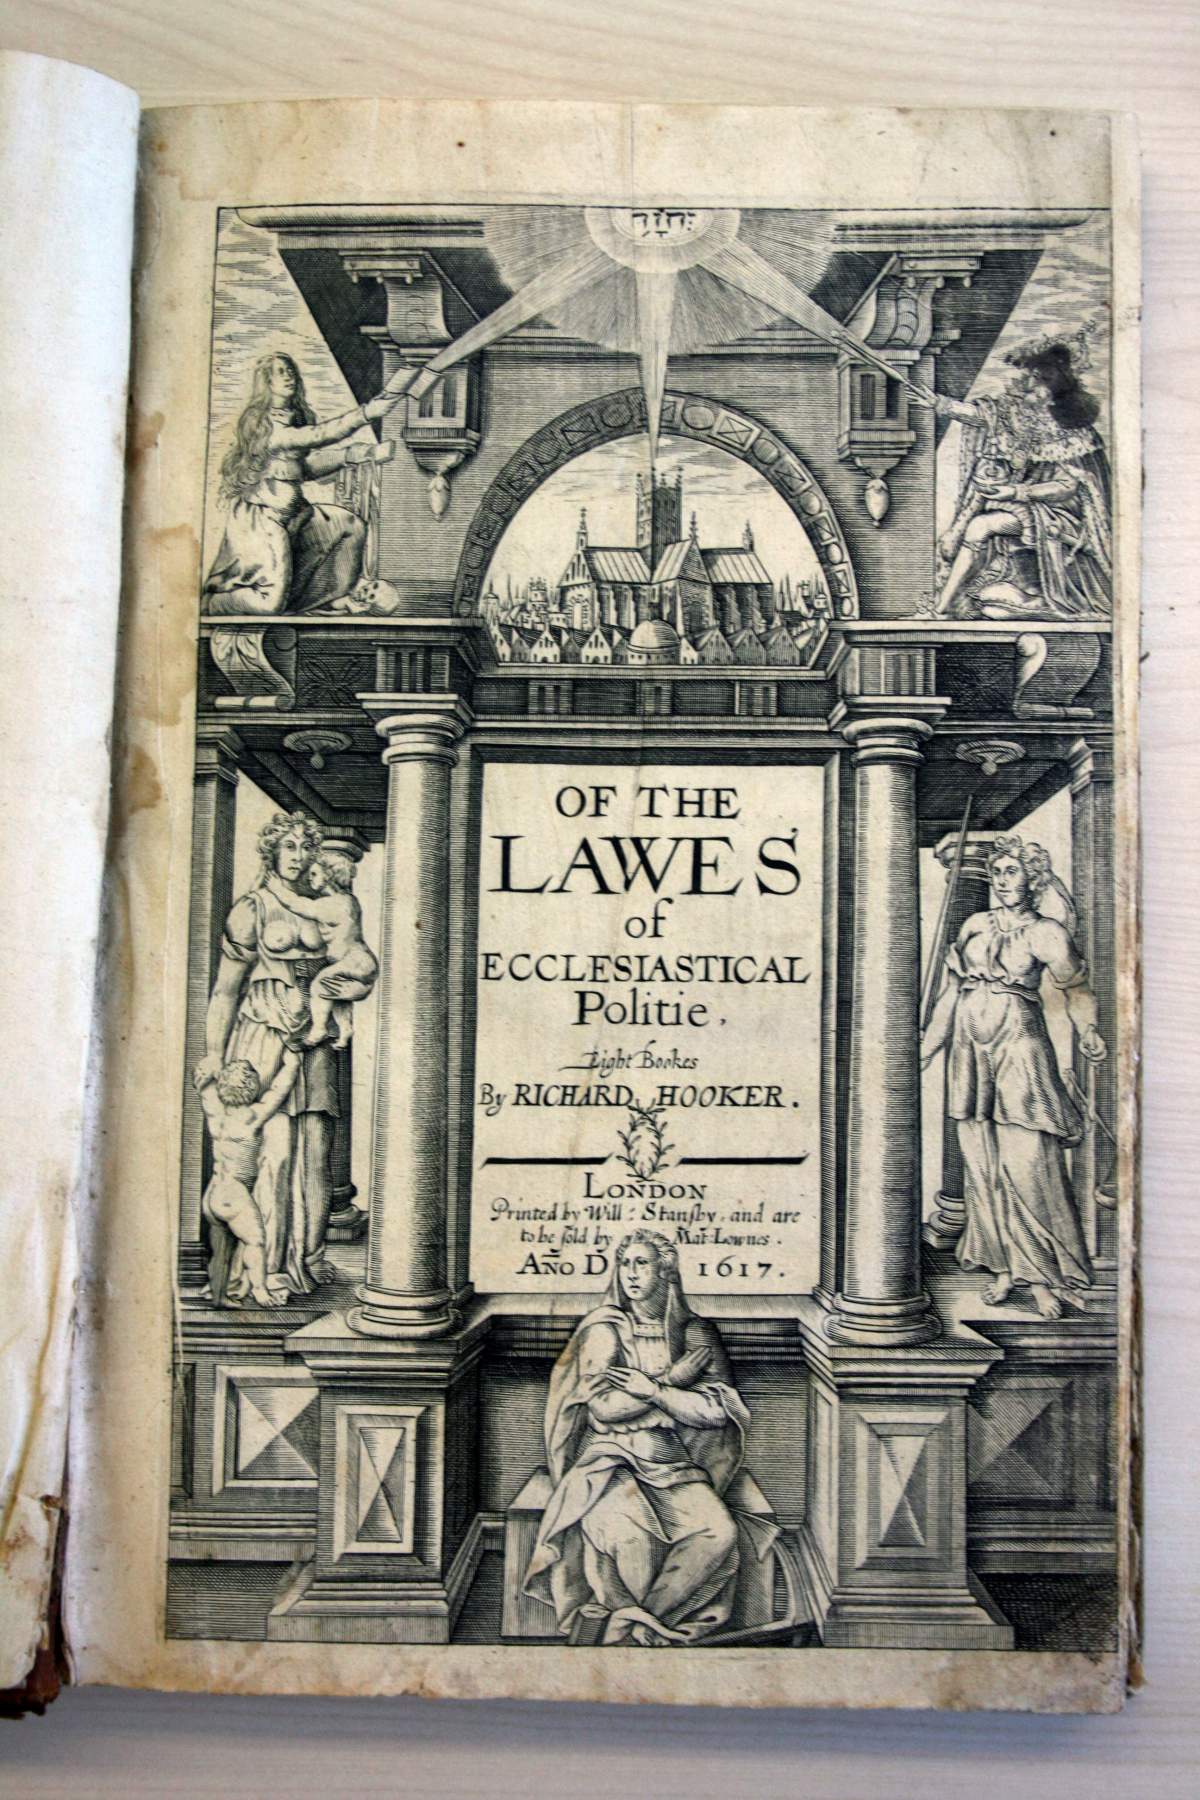 יהוה
OF THE
LAWES
of
ECCLESIASTICAL
Politie,
Eight Bookes
By RICHARD HOOKER.
LONDON
Printed by Will: Stansby, and are
to be sold by Mat: Lownes.
Año D 1617.